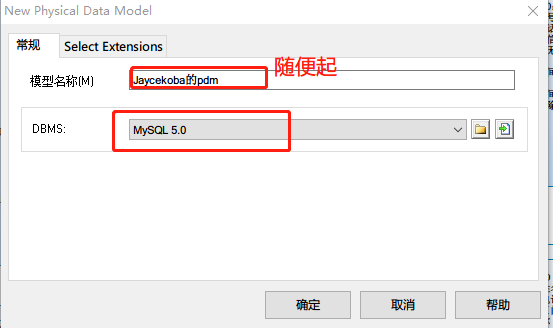 New Physical Data Model
常规
Select Extensions
模型名称(M)
Jaycekoba的pdm
随便起
DBMS:
MySQL 5.0
确定
取消
帮助